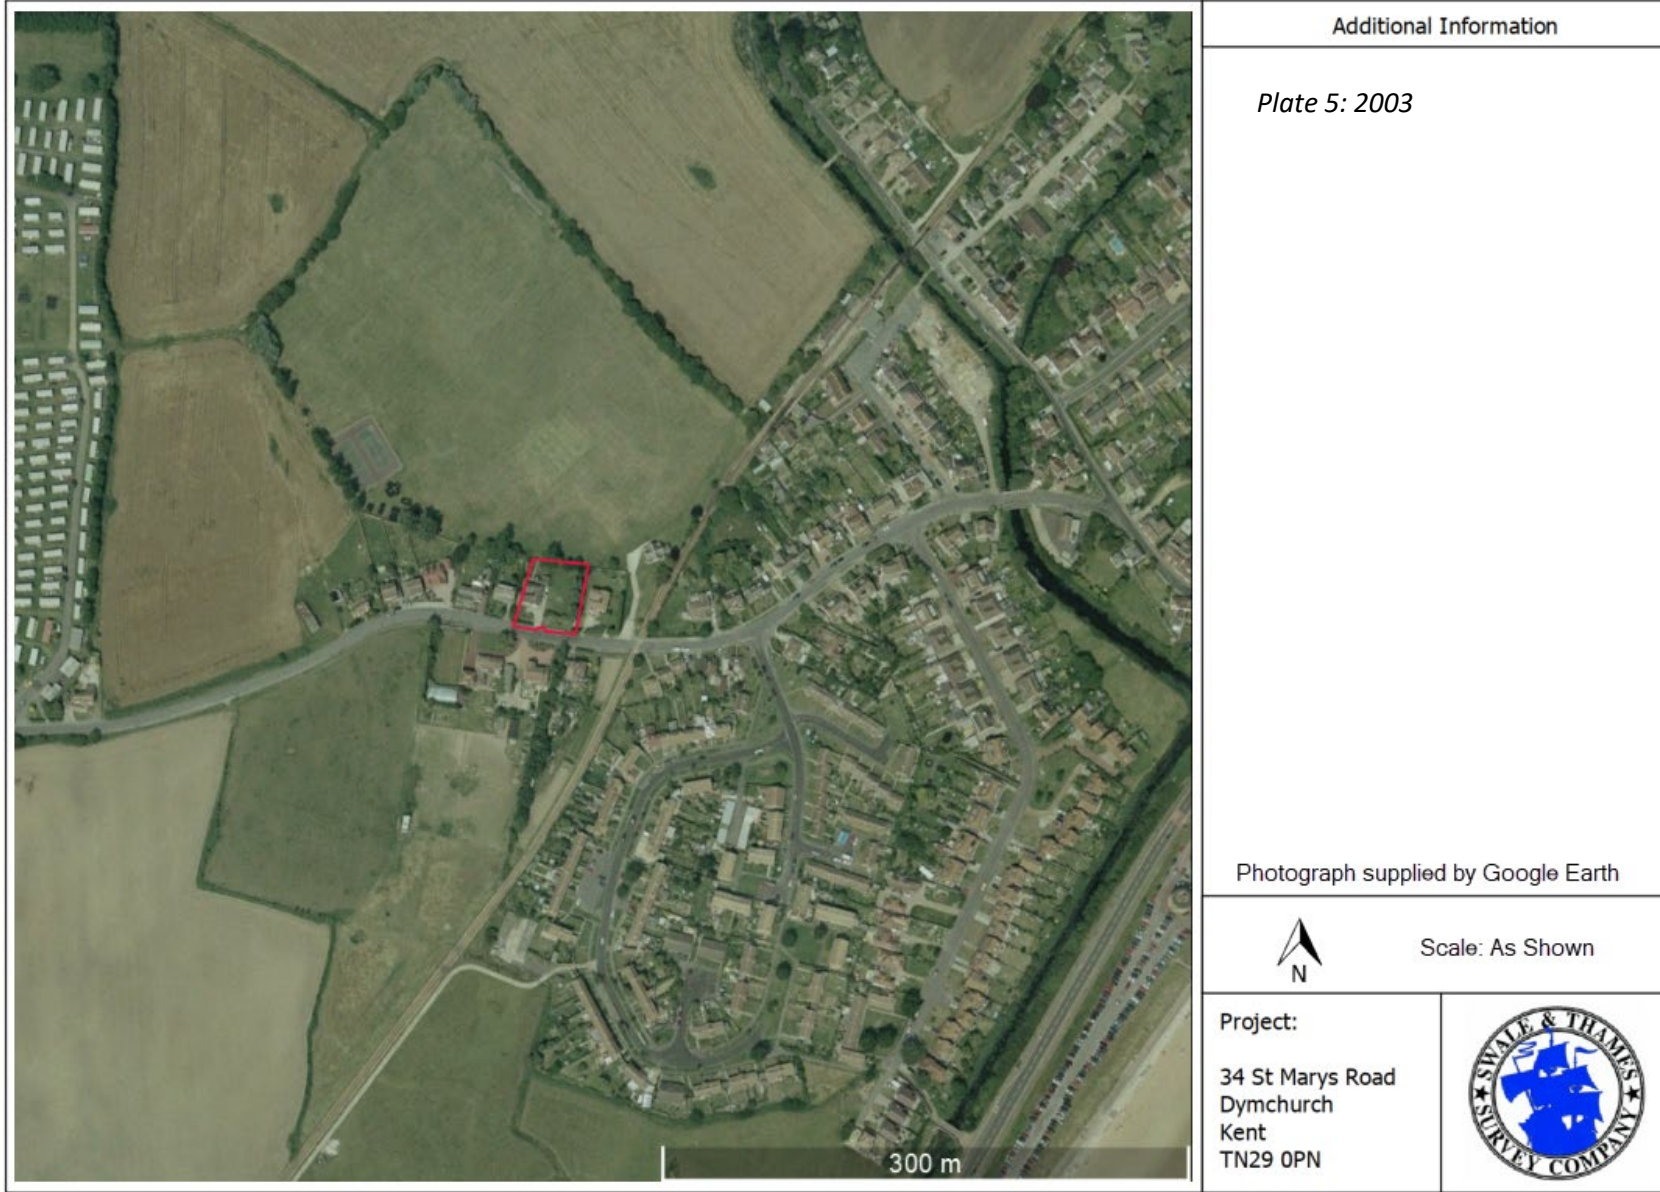 Additional Information
Plate 5: 2003
Photograph supplied by Google Earth
N
Scale: As Shown
Project:
34 St Marys Road
Dymchurch
Kent
TN29 0PN
SWALE & THAMES
SURVEY COMPANY
300 m